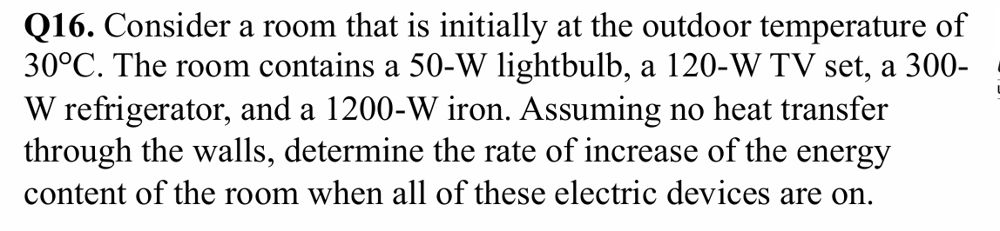 Q16. Consider a room that is initially at the outdoor temperature of
30°C. The room contains a 50-W lightbulb, a 120-W TV set, a 300-
W refrigerator, and a 1200-W iron. Assuming no heat transfer
through the walls, determine the rate of increase of the energy
content of the room when all of these electric devices are on.